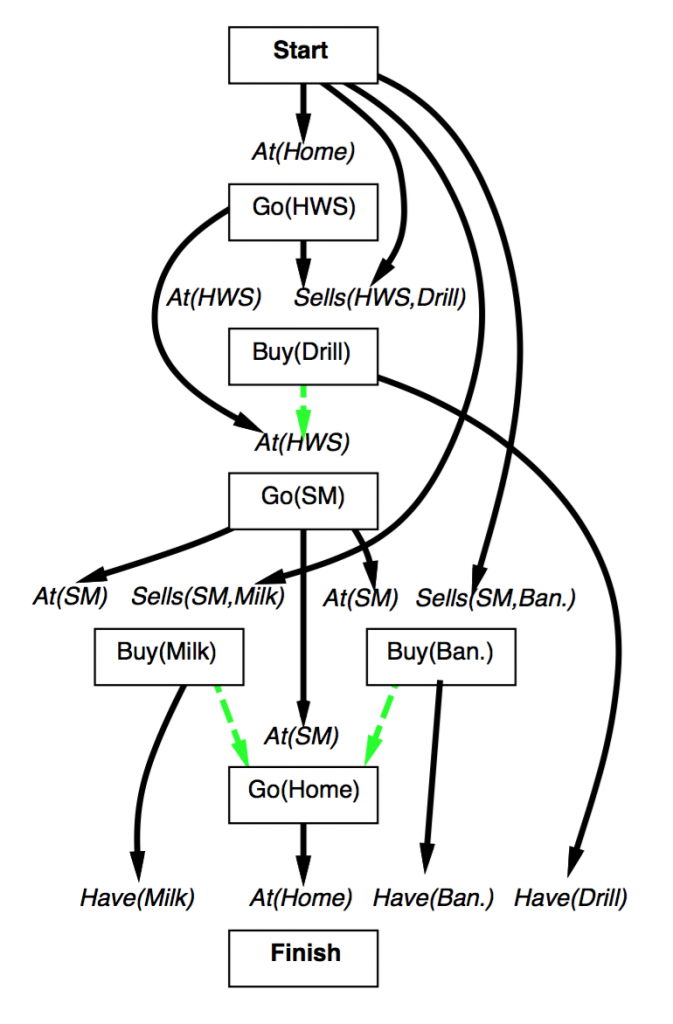 Start
At(Home)
Go(HWS)
At(HWS) Sells(HWS,Drill)
Buy(Drill)
At(HWS)
Go(SM)
At(SM) Sells(SM,Milk) At(SM) Sells(SM,Ban.)
Buy(Milk) Buy(Ban.)
At(SM)
Go(Home)
Have(Milk) At(Home) Have(Ban.) Have(Drill)
Finish